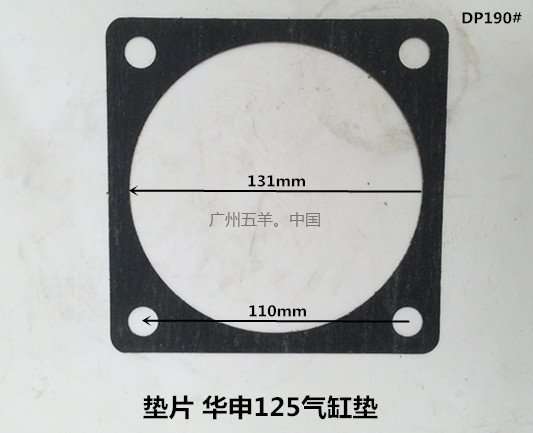 DP190#
131mm
广州五羊。中国
110mm
垫片 华申125气缸垫